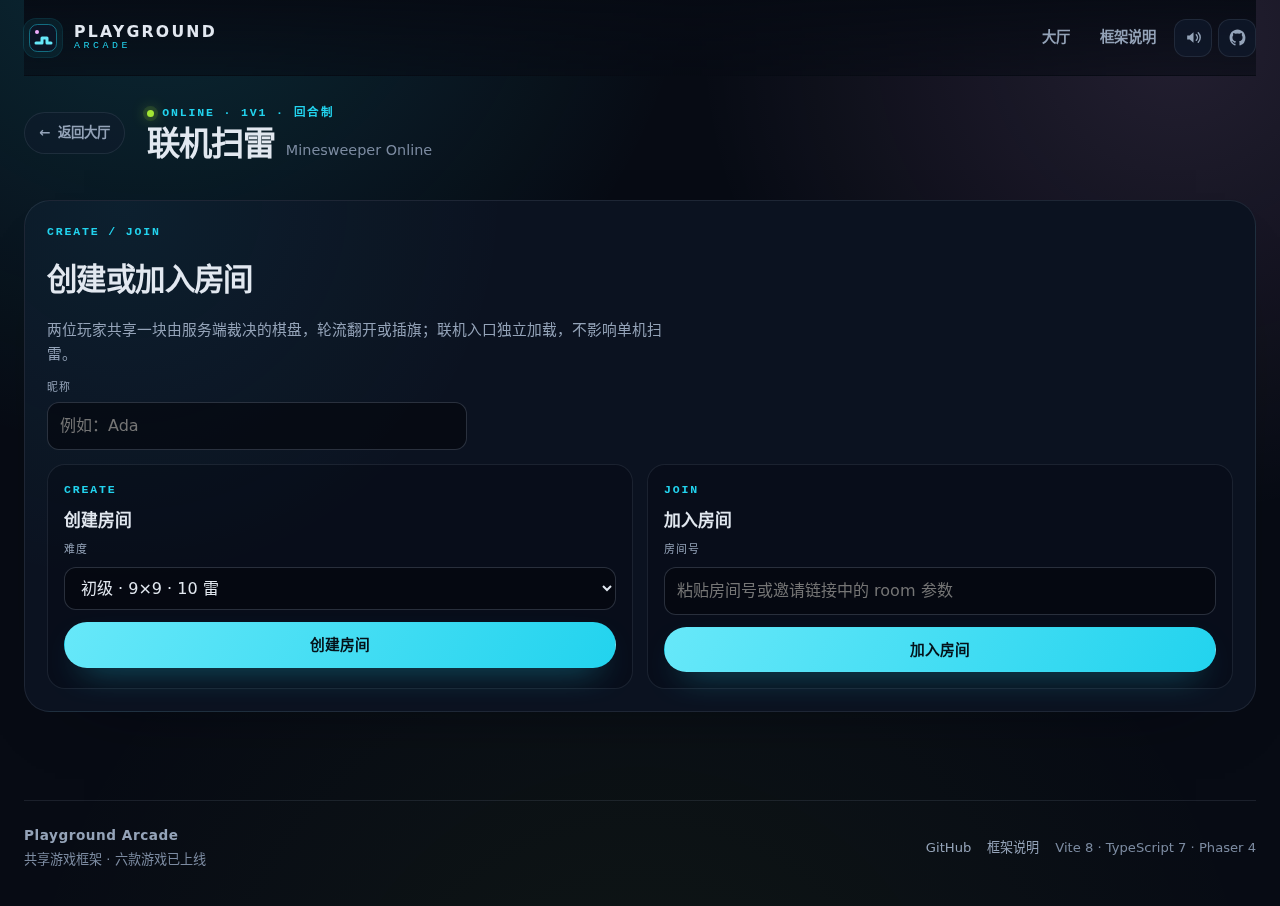 PLAYGROUND
ARCADE
大厅
框架说明
← 返回大厅
ONLINE · 1V1 · 回合制
联机扫雷 Minesweeper Online
CREATE / JOIN
创建或加入房间
两位玩家共享一块由服务端裁决的棋盘，轮流翻开或插旗；联机入口独立加载，不影响单机扫
雷。
昵称
例如：Ada
CREATE
创建房间
难度
初级 · 9×9 · 10 雷
创建房间
JOIN
加入房间
房间号
粘贴房间号或邀请链接中的 room 参数
加入房间
Playground Arcade
共享游戏框架 · 六款游戏已上线
GitHub 框架说明 Vite 8 · TypeScript 7 · Phaser 4